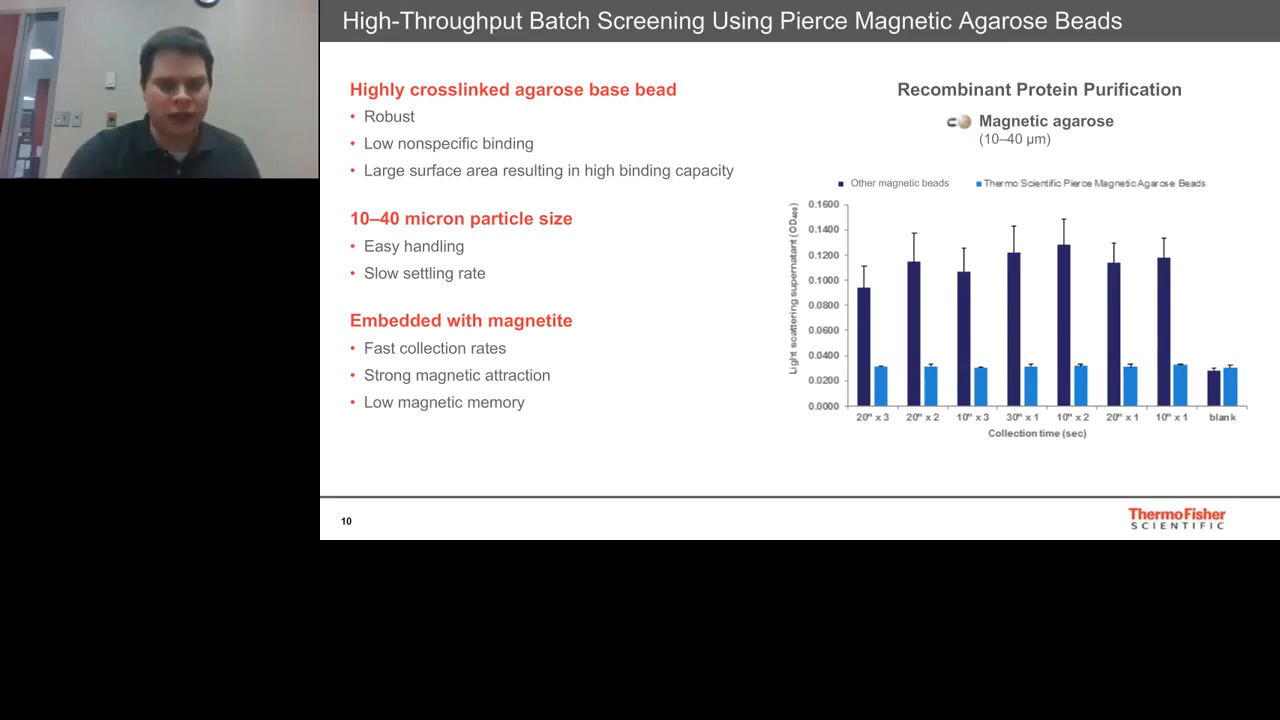 High-Throughput Batch Screening Using Pierce Magnetic Agarose Beads
Highly crosslinked agarose base bead
• Robust
• Low nonspecific binding
• Large surface area resulting in high binding capacity
10–40 micron particle size
• Easy handling
• Slow settling rate
Embedded with magnetite
• Fast collection rates
• Strong magnetic attraction
• Low magnetic memory
Recombinant Protein Purification
Magnetic agarose
(10–40 µm)
Other magnetic beads
Thermo Scientific Pierce Magnetic Agarose Beads
Light scattering supernatant (OD
0.1600
0.1400
0.1200
0.1000
0.0800
0.0600
0.0400
0.0200
0.0000
20" x 3 20" x 2 10" x 3 30" x 1 10" x 2 20" x 1 10" x 1 blank
Collection time (sec)
10
ThermoFisher
SCIENTIFIC